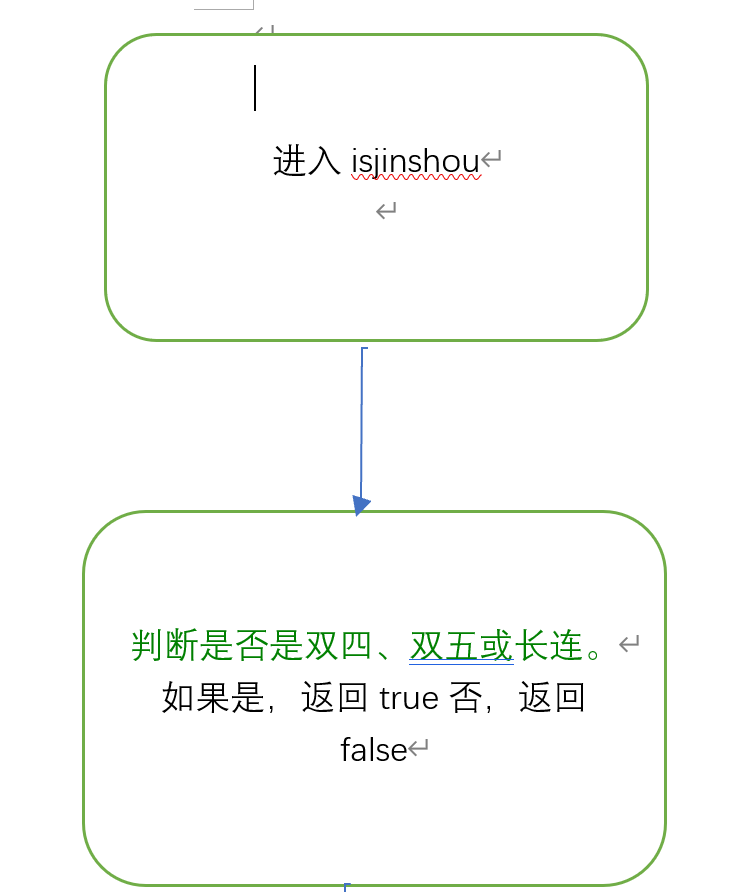 进入 isjinshou
判断是否是双四、双五或长连。
如果是，返回 true 否，返回
false